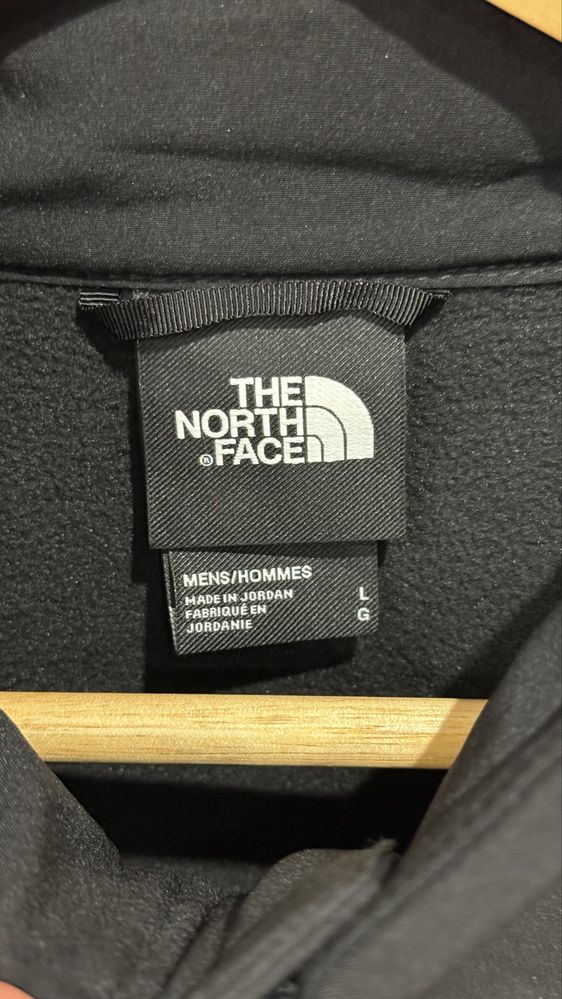 THE
NORTH
® FACE
MENS/HOMMES
MADE IN JORDAN
FABRIQUÉ EN
JORDANIE
L
G